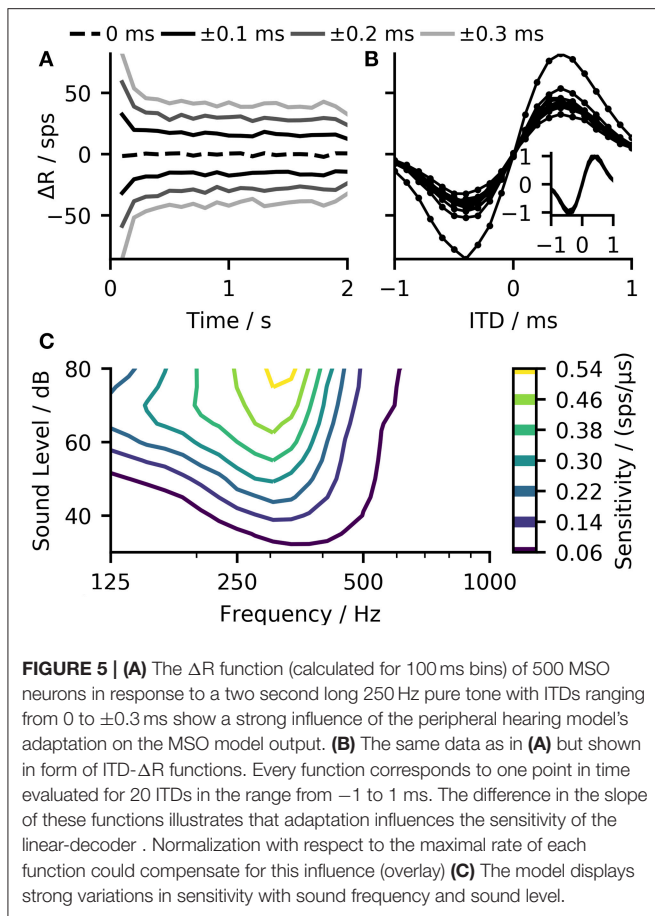 0 ms ±0.1 ms ±0.2 ms ±0.3 ms
A
50
0
−50
ΔR / sps
0 1 2
Time / s
B
−1 0 1
ITD / ms
1
0
−1
−1 0 1
C
80
60
40
Sound Level / dB
125 250 500 1000
Frequency / Hz
0.54
0.46
0.38
0.30
0.22
0.14
0.06
Sensitivity / (sps/μs)
FIGURE 5 | (A) The ΔR function (calculated for 100 ms bins) of 500 MSO
neurons in response to a two second long 250 Hz pure tone with ITDs ranging
from 0 to ±0.3 ms show a strong influence of the peripheral hearing model's
adaptation on the MSO model output. (B) The same data as in (A) but shown
in form of ITD-ΔR functions. Every function corresponds to one point in time
evaluated for 20 ITDs in the range from −1 to 1 ms. The difference in the slope
of these functions illustrates that adaptation influences the sensitivity of the
linear-decoder . Normalization with respect to the maximal rate of each
function could compensate for this influence (overlay) (C) The model displays
strong variations in sensitivity with sound frequency and sound level.